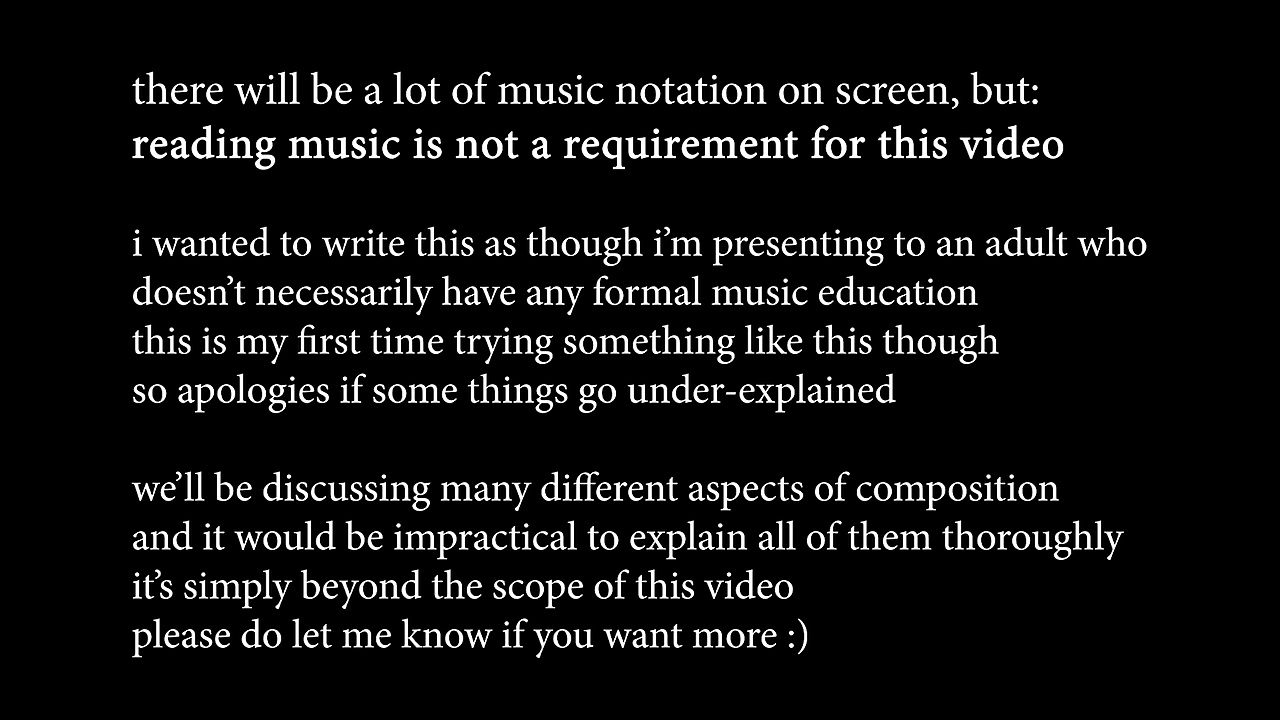 there will be a lot of music notation on screen, but:
reading music is not a requirement for this video
i wanted to write this as though i’m presenting to an adult who
doesn’t necessarily have any formal music education
this is my first time trying something like this though
so apologies if some things go under-explained
we’ll be discussing many different aspects of composition
and it would be impractical to explain all of them thoroughly
it’s simply beyond the scope of this video
please do let me know if you want more :)